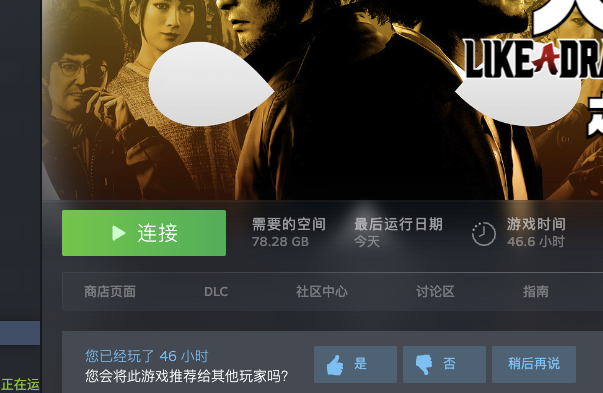 LIKE A DRA
连接
需要的空间
78.28 GB
最后运行日期
今天
游戏时间
46.6 小时
商店页面
DLC
社区中心
讨论区
指南
您已经玩了 46 小时
您会将此游戏推荐给其他玩家吗?
是
否
稍后再说
正在运